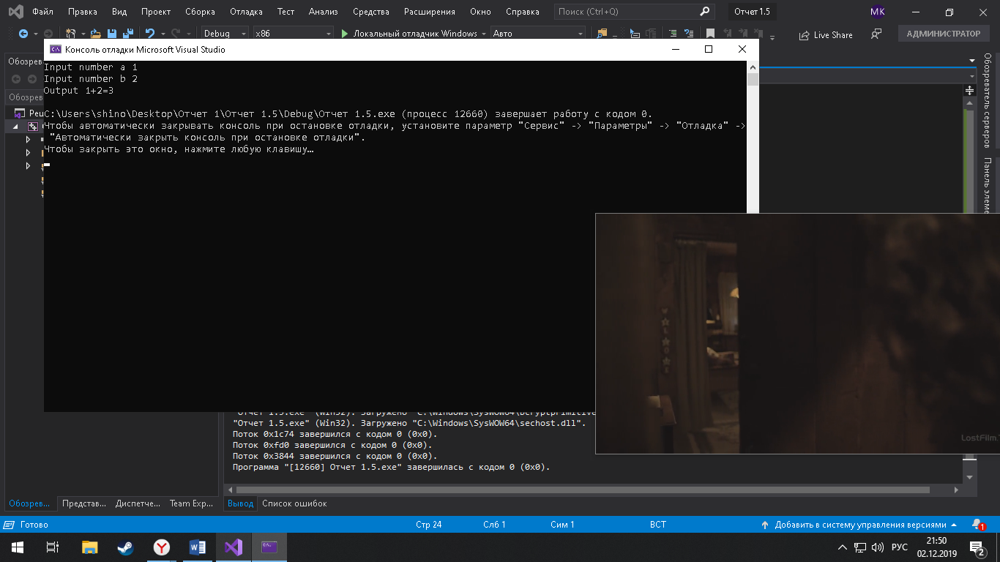 Файл Правка Вид Проект Сборка Отладка Тест Анализ Средства Расширения Окно Справка Поиск (Ctrl+Q) Отчет 1.5 МК
Debug x86 Локальный отладчик Windows Авто Live Share АДМИНИСТРАТОР
Консоль отладки Microsoft Visual Studio
Обозрев
Обозрев
Реш
Input number a 1
Input number b 2
Output 1+2=3
C:\Users\shino\Desktop\Отчет 1\Отчет 1.5\Debug\Отчет 1.5.exe (процесс 12660) завершает работу с кодом 0.
Чтобы автоматически закрывать консоль при остановке отладки, установите параметр "Сервис" -> "Параметры" -> "Отладка" ->
"Автоматически закрыть консоль при остановке отладки".
Чтобы закрыть это окно, нажмите любую клавишу…
Обозреватель серверов
Панель элеме
LostFilm.
"Отчет 1.5.exe" (Win32). Загружено "C:\Windows\SysWOW64\bcryptprimitive
"Отчет 1.5.exe" (Win32). Загружено "C:\Windows\SysWOW64\sechost.dll".
Поток 0x1c74 завершился с кодом 0 (0x0).
Поток 0xfd0 завершился с кодом 0 (0x0).
Поток 0x3844 завершился с кодом 0 (0x0).
Программа "[12660] Отчет 1.5.exe" завершилась с кодом 0 (0x0).
Обозрев... Представ... Диспетче... Team Exp... Вывод Список ошибок
Готово Стр 24 Слб 1 Сим 1 ВСТ Добавить в систему управления версиями 1
РУС 21:50
02.12.2019 2